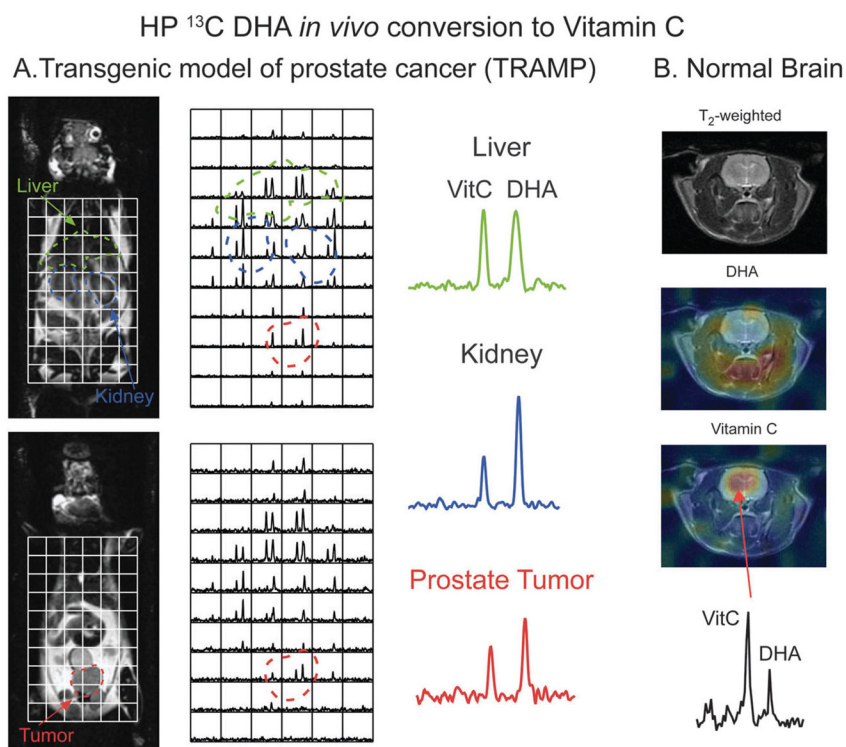 HP ¹³C DHA in vivo conversion to Vitamin C
A.Transgenic model of prostate cancer (TRAMP)
B. Normal Brain
Liver
Kidney
Tumor
Liver
VitC DHA
Kidney
Prostate Tumor
T₂-weighted
DHA
Vitamin C
VitC
DHA